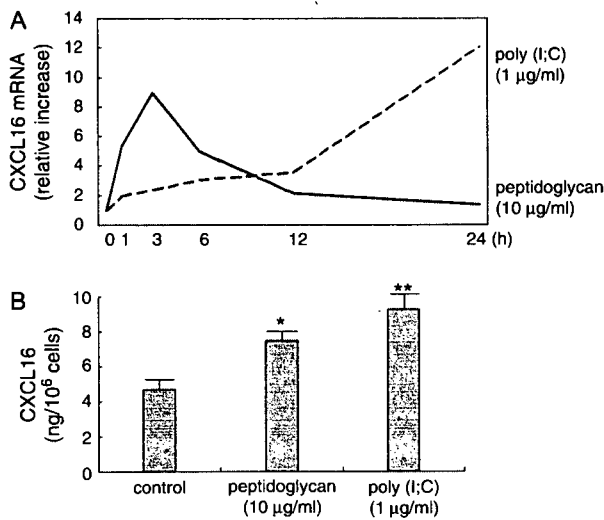 A
14
12
10
8
6
4
2
0
CXCL16 mRNA
(relative increase)
0 1 3 6 12 24 (h)
poly (I;C)
(1 μg/ml)
peptidoglycan
(10 μg/ml)
B
10
8
6
4
2
0
CXCL16
(ng/10⁶ cells)
*
**
control
peptidoglycan
(10 μg/ml)
poly (I;C)
(1 μg/ml)